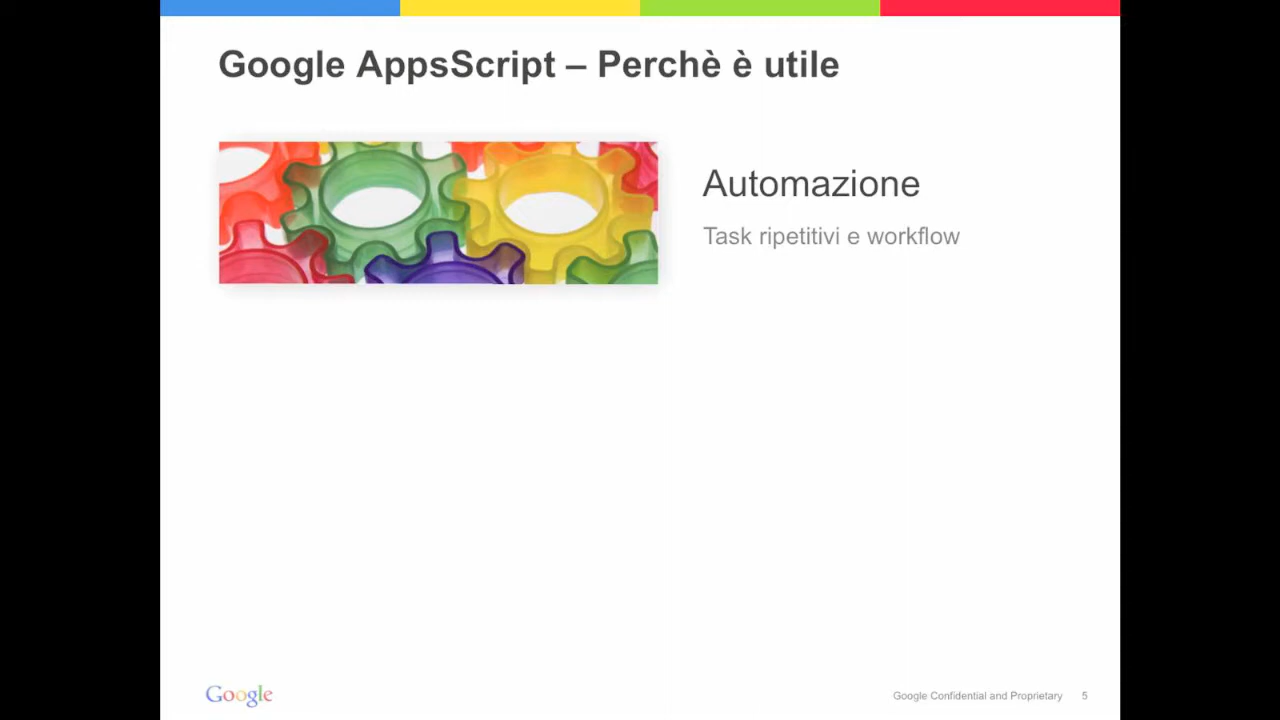 Google AppsScript – Perchè è utile
Automazione
Task ripetitivi e workflow
Google
Google Confidential and Proprietary 5